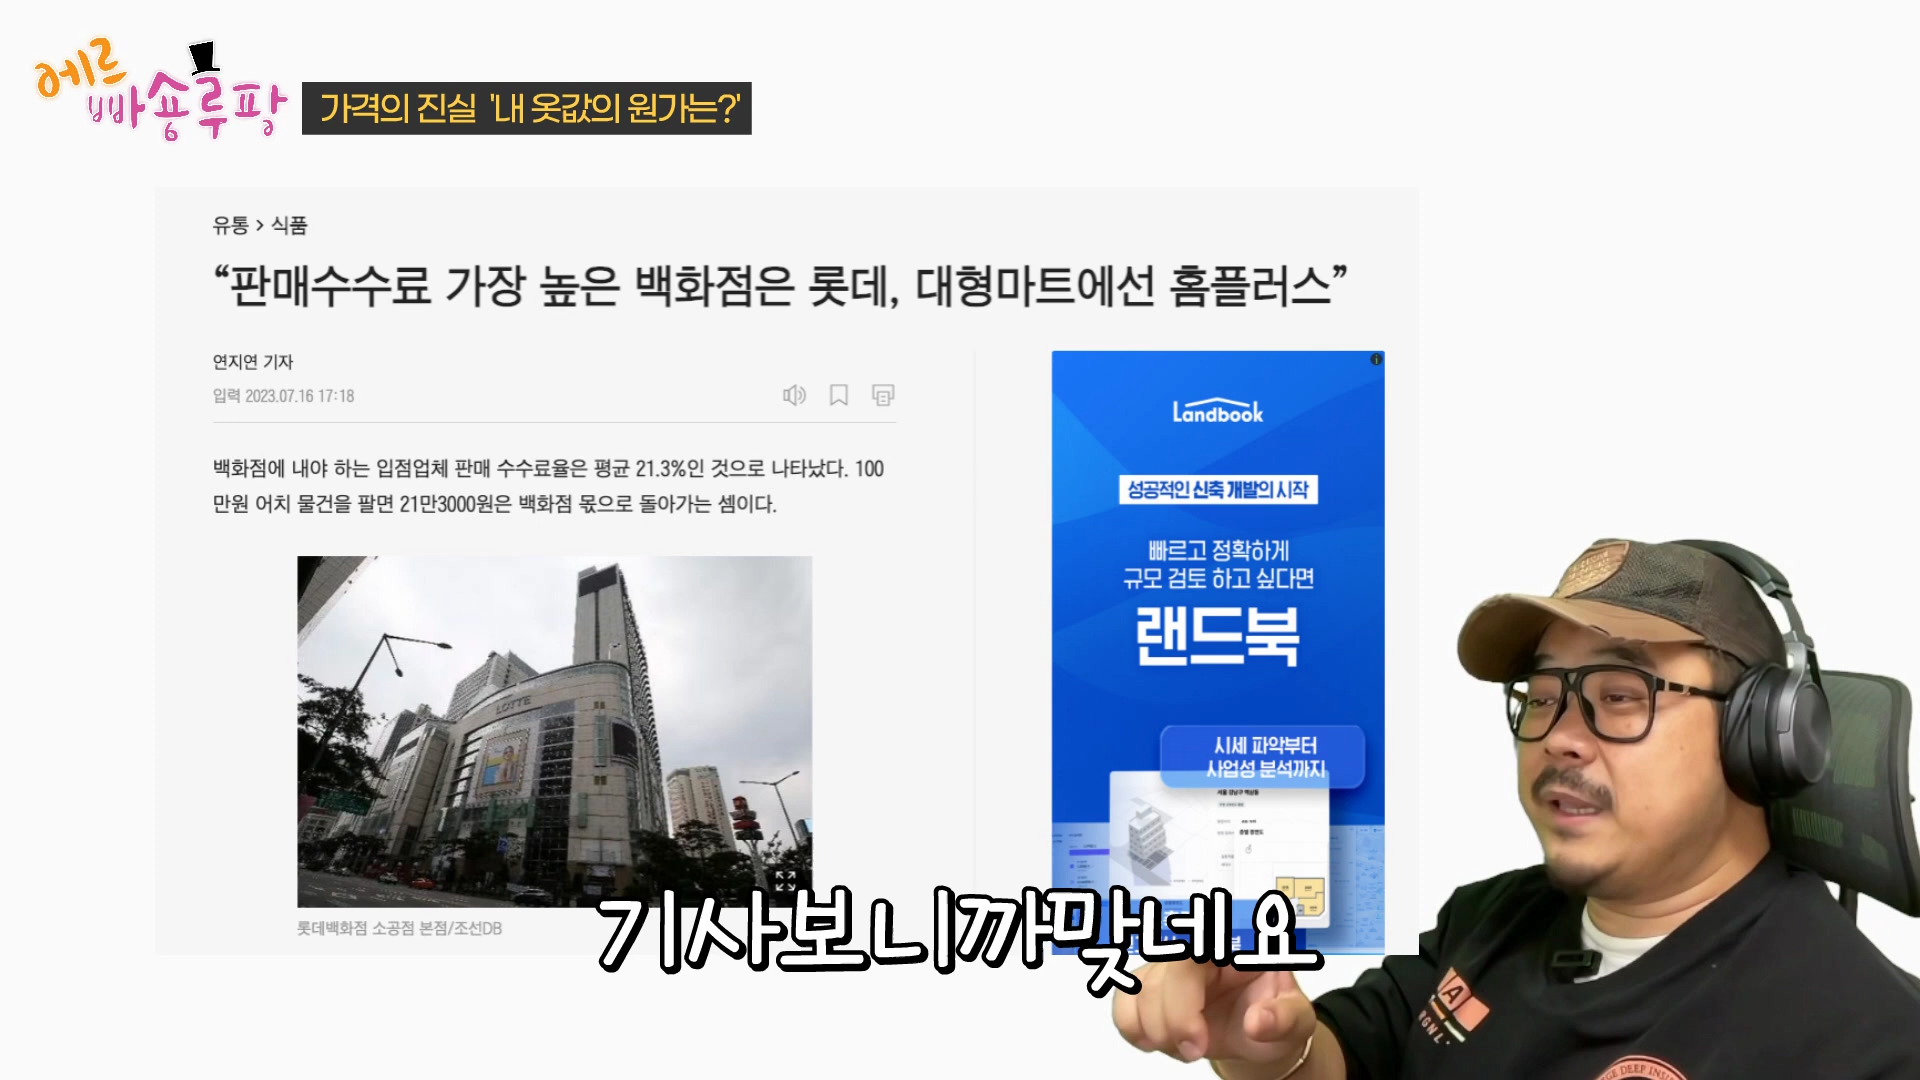 에르
빠숑루팡
가격의 진실 '내 옷값의 원가는?'
유통 > 식품
“판매수수료 가장 높은 백화점은 롯데, 대형마트에선 홈플러스”
연지연 기자
입력 2023.07.16 17:18
백화점에 내야 하는 입점업체 판매 수수료율은 평균 21.3%인 것으로 나타났다. 100
만원 어치 물건을 팔면 21만3000원은 백화점 몫으로 돌아가는 셈이다.
LOTTE
롯데백화점 소공점 본점/조선DB
Landbook
성공적인 신축 개발의 시작
빠르고 정확하게
규모 검토 하고 싶다면
랜드북
시세 파악부터
사업성 분석까지
기사보니까맞네요
A
RGNL.
GE DEEP INSI